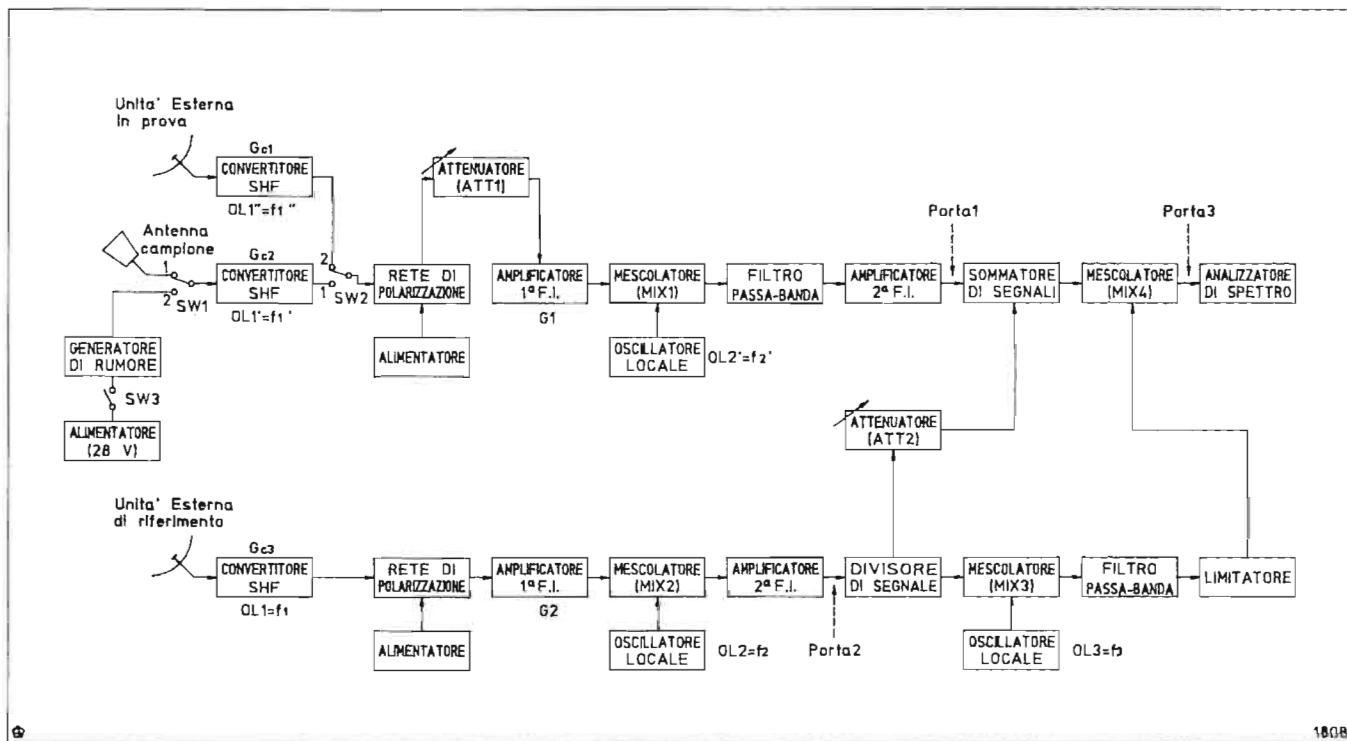 Unita' Esterna
in prova
Gc1
CONVERTITORE
SHF
OL1"=f1"
ATTENUATORE
(ATT1)
Antenna
campione
1
2
SW1
Gc2
CONVERTITORE
SHF
OL1'=f1'
2
1
SW2
RETE DI
POLARIZZAZIONE
AMPLIFICATORE
1ª F.I.
G1
MESCOLATORE
(MIX1)
FILTRO
PASSA-BANDA
AMPLIFICATORE
2ª F.I.
Porta1
SOMMATORE
DI SEGNALI
MESCOLATORE
(MIX4)
Porta3
ANALIZZATORE
DI SPETTRO
GENERATORE
DI RUMORE
SW3
ALIMENTATORE
(28 V)
ALIMENTATORE
OSCILLATORE
LOCALE
OL2'=f2'
ATTENUATORE
(ATT2)
Unita' Esterna
di riferimento
Gc3
CONVERTITORE
SHF
OL1=f1
RETE DI
POLARIZZAZIONE
AMPLIFICATORE
1ª F.I.
G2
MESCOLATORE
(MIX2)
AMPLIFICATORE
2ª F.I.
DIVISORE
DI SEGNALE
MESCOLATORE
(MIX3)
FILTRO
PASSA-BANDA
LIMITATORE
ALIMENTATORE
OSCILLATORE
LOCALE
OL2=f2
Porta2
OSCILLATORE
LOCALE
OL3=f3
1808